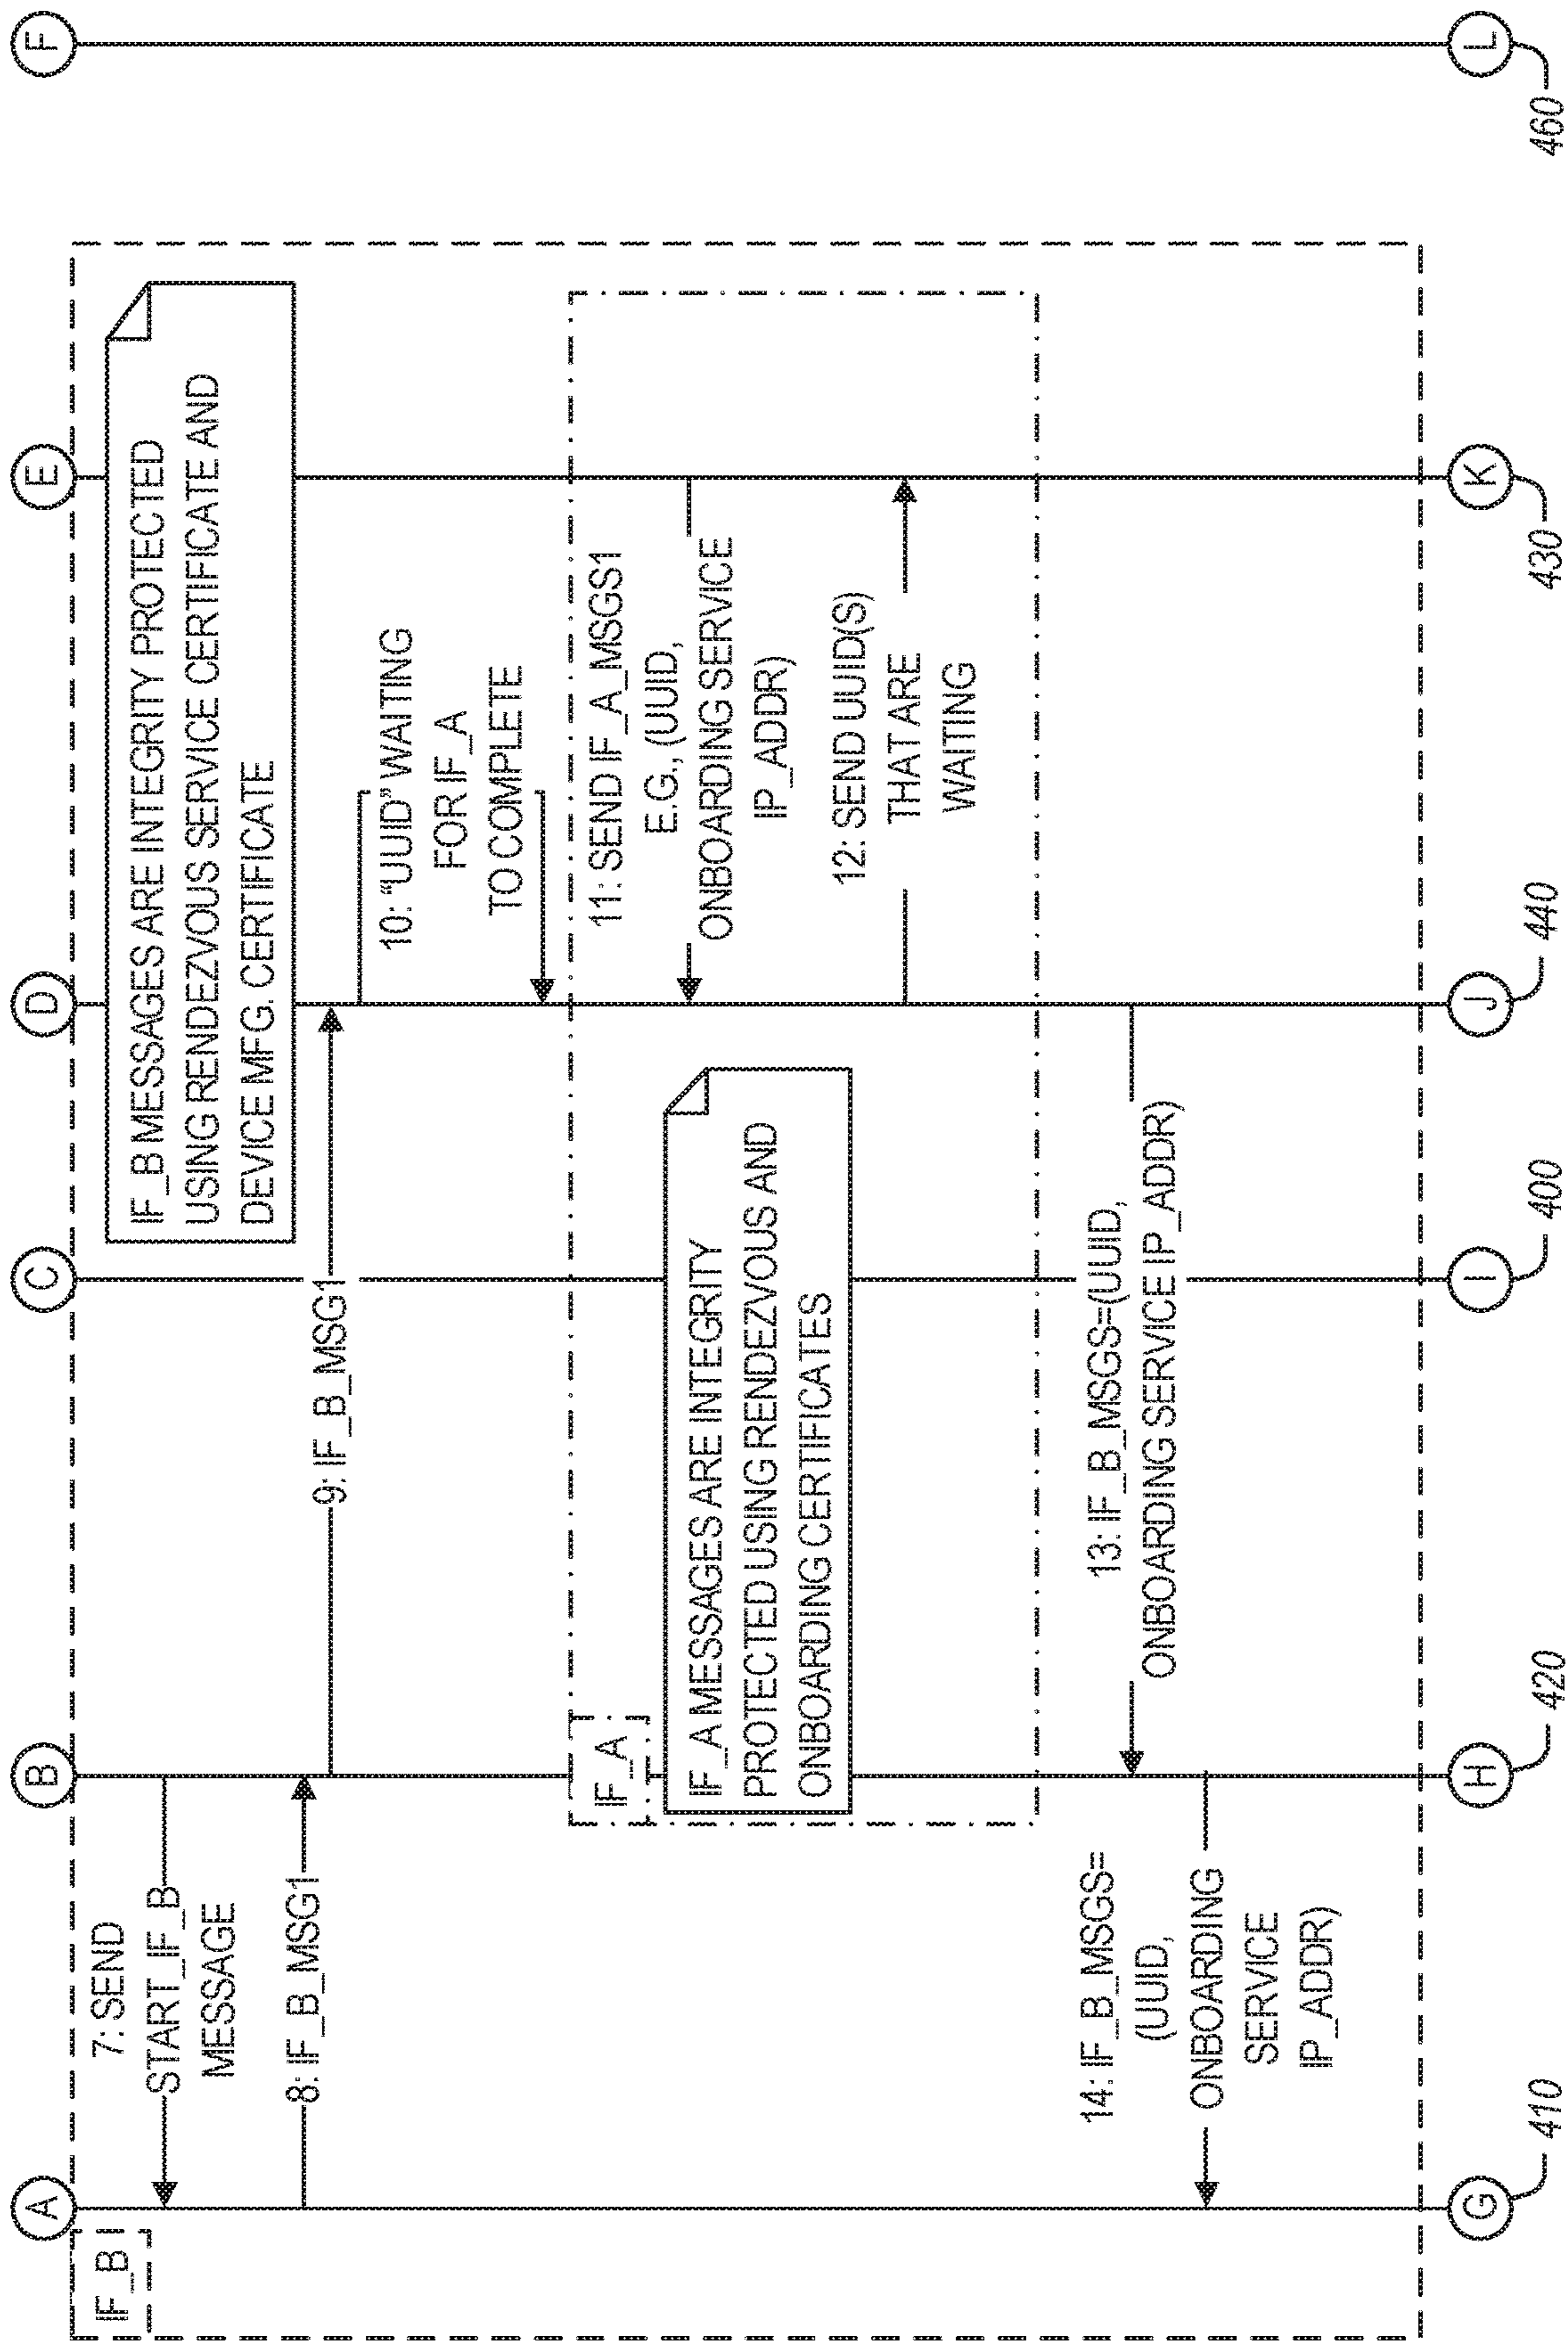 A
B
C
D
E
F
IF_B
IF_B MESSAGES ARE INTEGRITY PROTECTED
USING RENDEZVOUS SERVICE CERTIFICATE AND
DEVICE MFG. CERTIFICATE
7: SEND
START_IF_B
MESSAGE
8: IF_B_MSG1
9: IF_B_MSG1
10: "UUID" WAITING
FOR IF_A
TO COMPLETE
IF_A
11: SEND IF_A_MSGS1
E.G., (UUID,
ONBOARDING SERVICE
IP_ADDR)
IF_A MESSAGES ARE INTEGRITY
PROTECTED USING RENDEZVOUS AND
ONBOARDING CERTIFICATES
12: SEND UUID(S)
THAT ARE
WAITING
13: IF_B_MSGS=(UUID,
ONBOARDING SERVICE IP_ADDR)
14: IF_B_MSGS=
(UUID,
ONBOARDING
SERVICE
IP_ADDR)
G
H
I
J
K
L
410
420
400
440
430
460